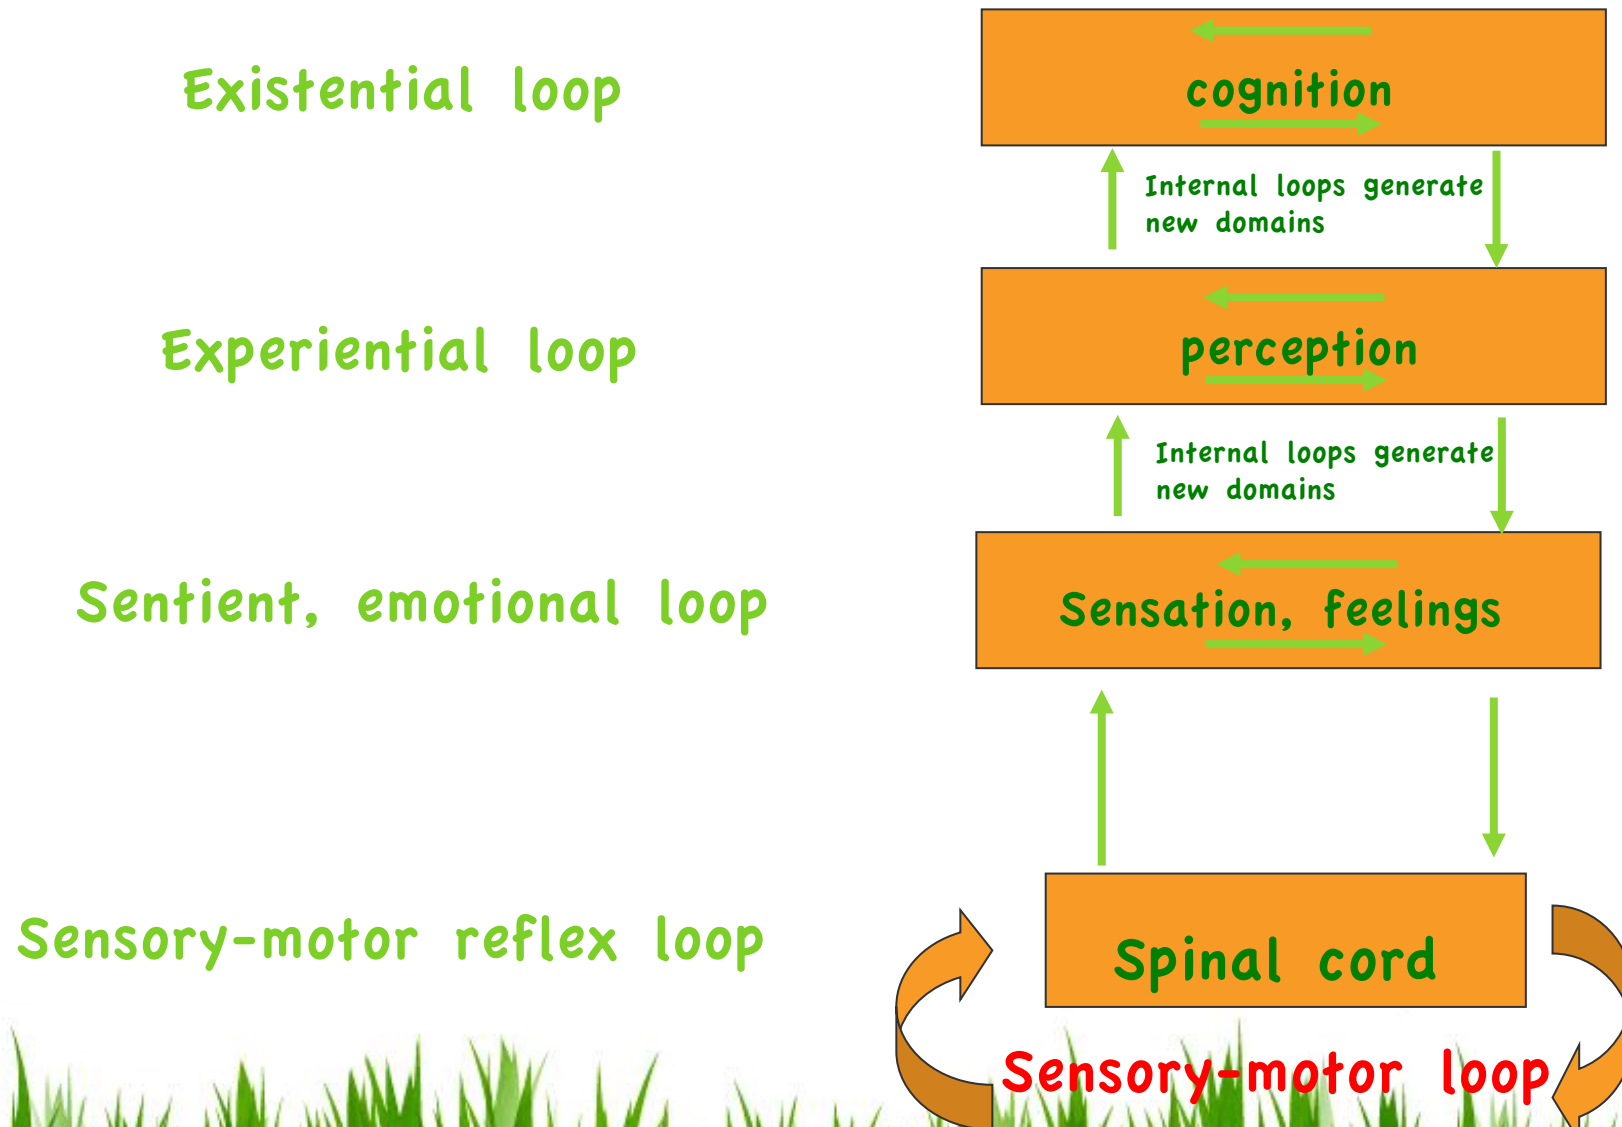 Existential loop
cognition
Internal loops generate
new domains
Experiential loop
perception
Internal loops generate
new domains
Sentient, emotional loop
Sensation, feelings
Sensory-motor reflex loop
Spinal cord
Sensory-motor loop